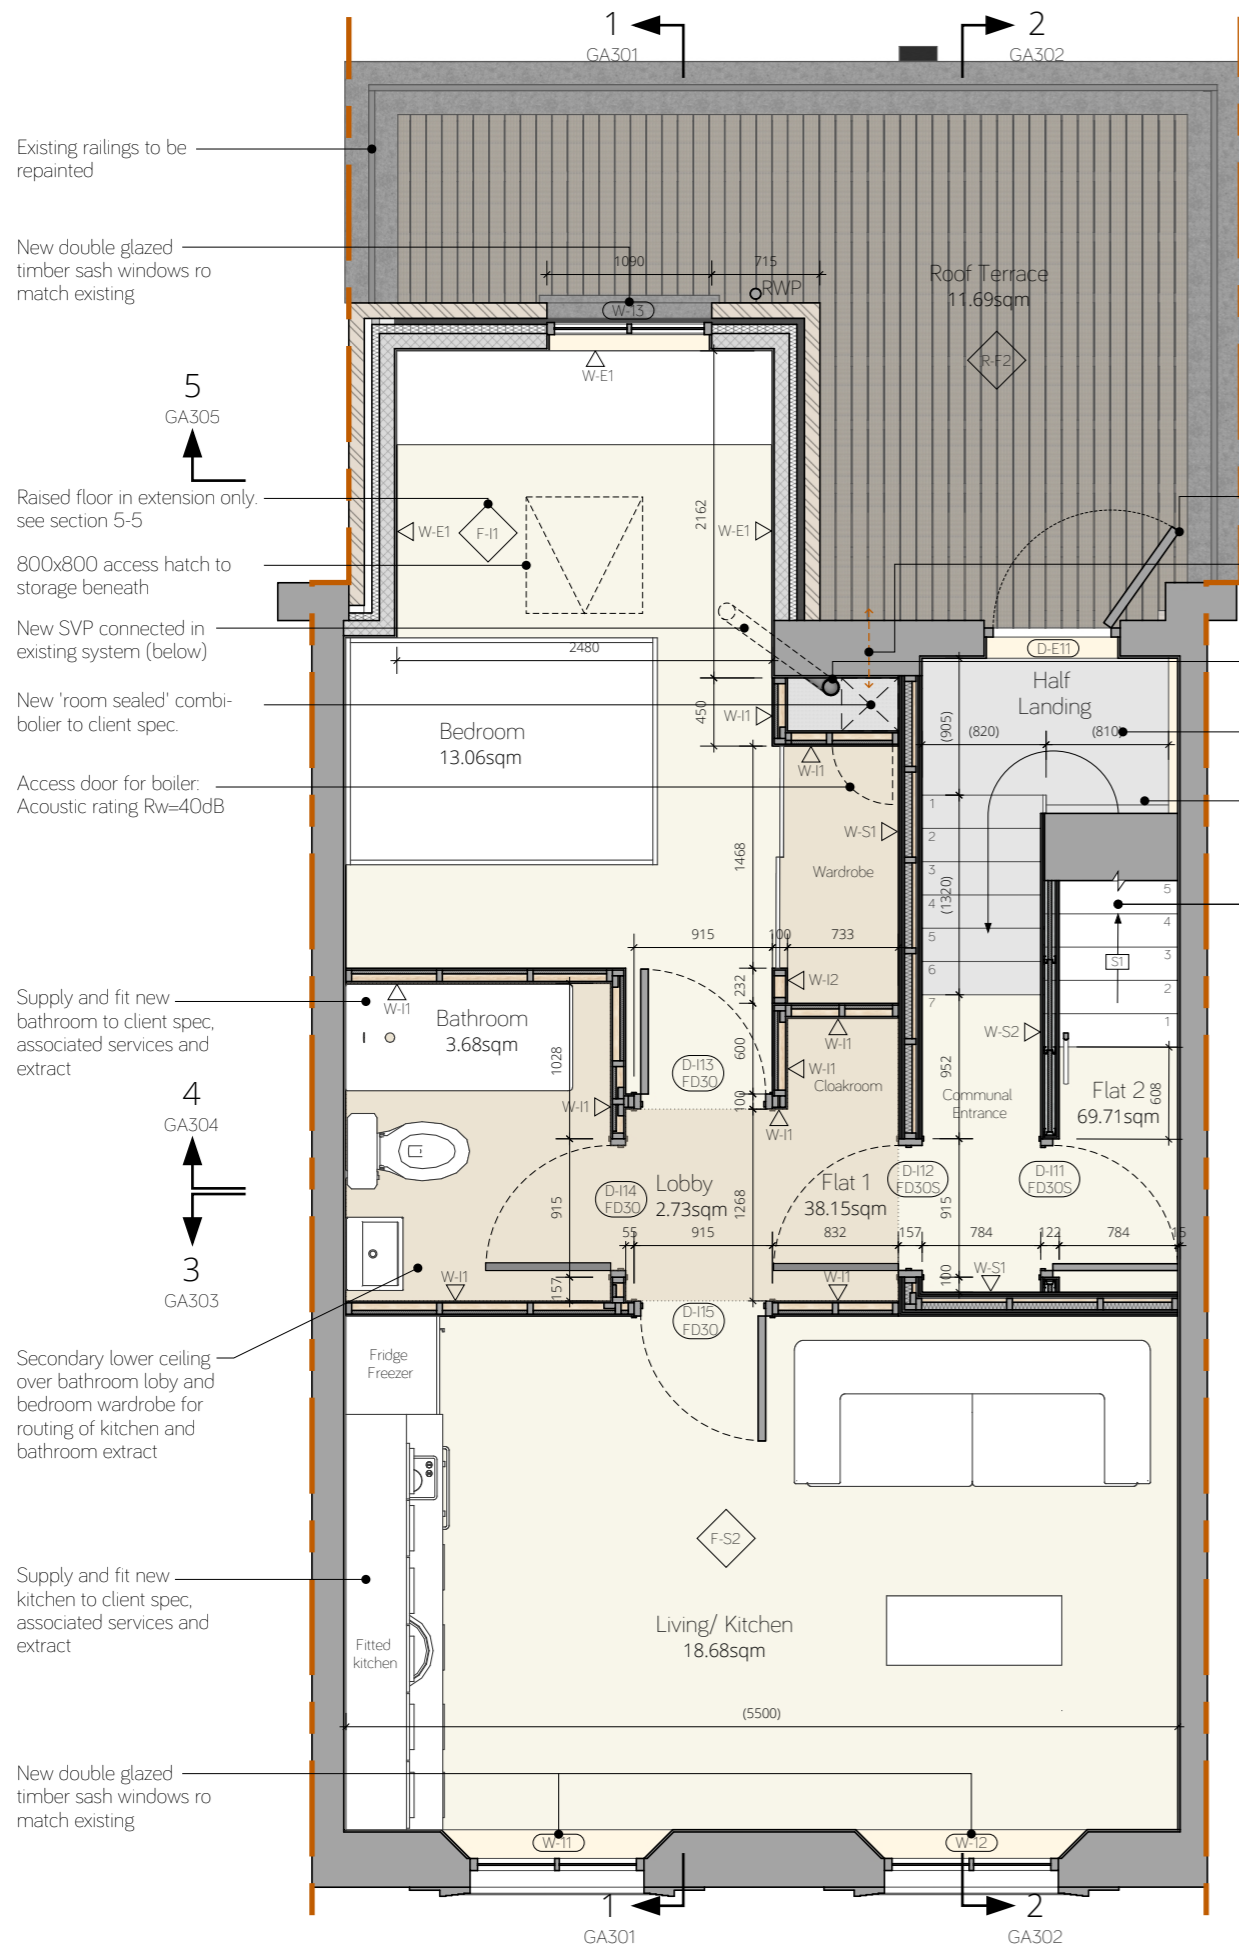 1
GA301
2
GA302
Existing railings to be
repainted
New double glazed
timber sash windows ro
match existing
1090
715
RWP
W-13
W-E1
Roof Terrace
11.69sqm
R-F2
5
GA305
Raised floor in extension only.
see section 5-5
W-E1
F-I1
2162
W-E1
800x800 access hatch to
storage beneath
New SVP connected in
existing system (below)
2480
D-E11
New 'room sealed' combi-
bolier to client spec.
450
W-I1
Half
Landing
(905)
(820)
(810)
Bedroom
13.06sqm
W-I1
Access door for boiler:
Acoustic rating Rw=40dB
W-S1
1468
Wardrobe
1
2
3
4
5
6
7
(1320)
5
4
3
2
1
S1
915
100
733
232
W-I2
Supply and fit new
bathroom to client spec,
associated services and
extract
W-I1
Bathroom
3.68sqm
1028
600
W-I1
W-I1
Cloakroom
D-I13
FD30
100
W-I1
W-I1
W-S2
952
Communal
Entrance
Flat 2
69.71sqm
608
4
GA304
3
GA303
D-I14
FD30
915
Lobby
2.73sqm
1268
Flat 1
38.15sqm
D-I12
FD30S
D-I11
FD30S
915
55
915
832
157
784
122
784
15
W-I1
157
W-I1
100
W-S1
D-I15
FD30
Secondary lower ceiling
over bathroom loby and
bedroom wardrobe for
routing of kitchen and
bathroom extract
Fridge
Freezer
F-S2
Supply and fit new
kitchen to client spec,
associated services and
extract
Living/ Kitchen
18.68sqm
Fitted
kitchen
(5500)
New double glazed
timber sash windows ro
match existing
W-11
W-12
1
GA301
2
GA302